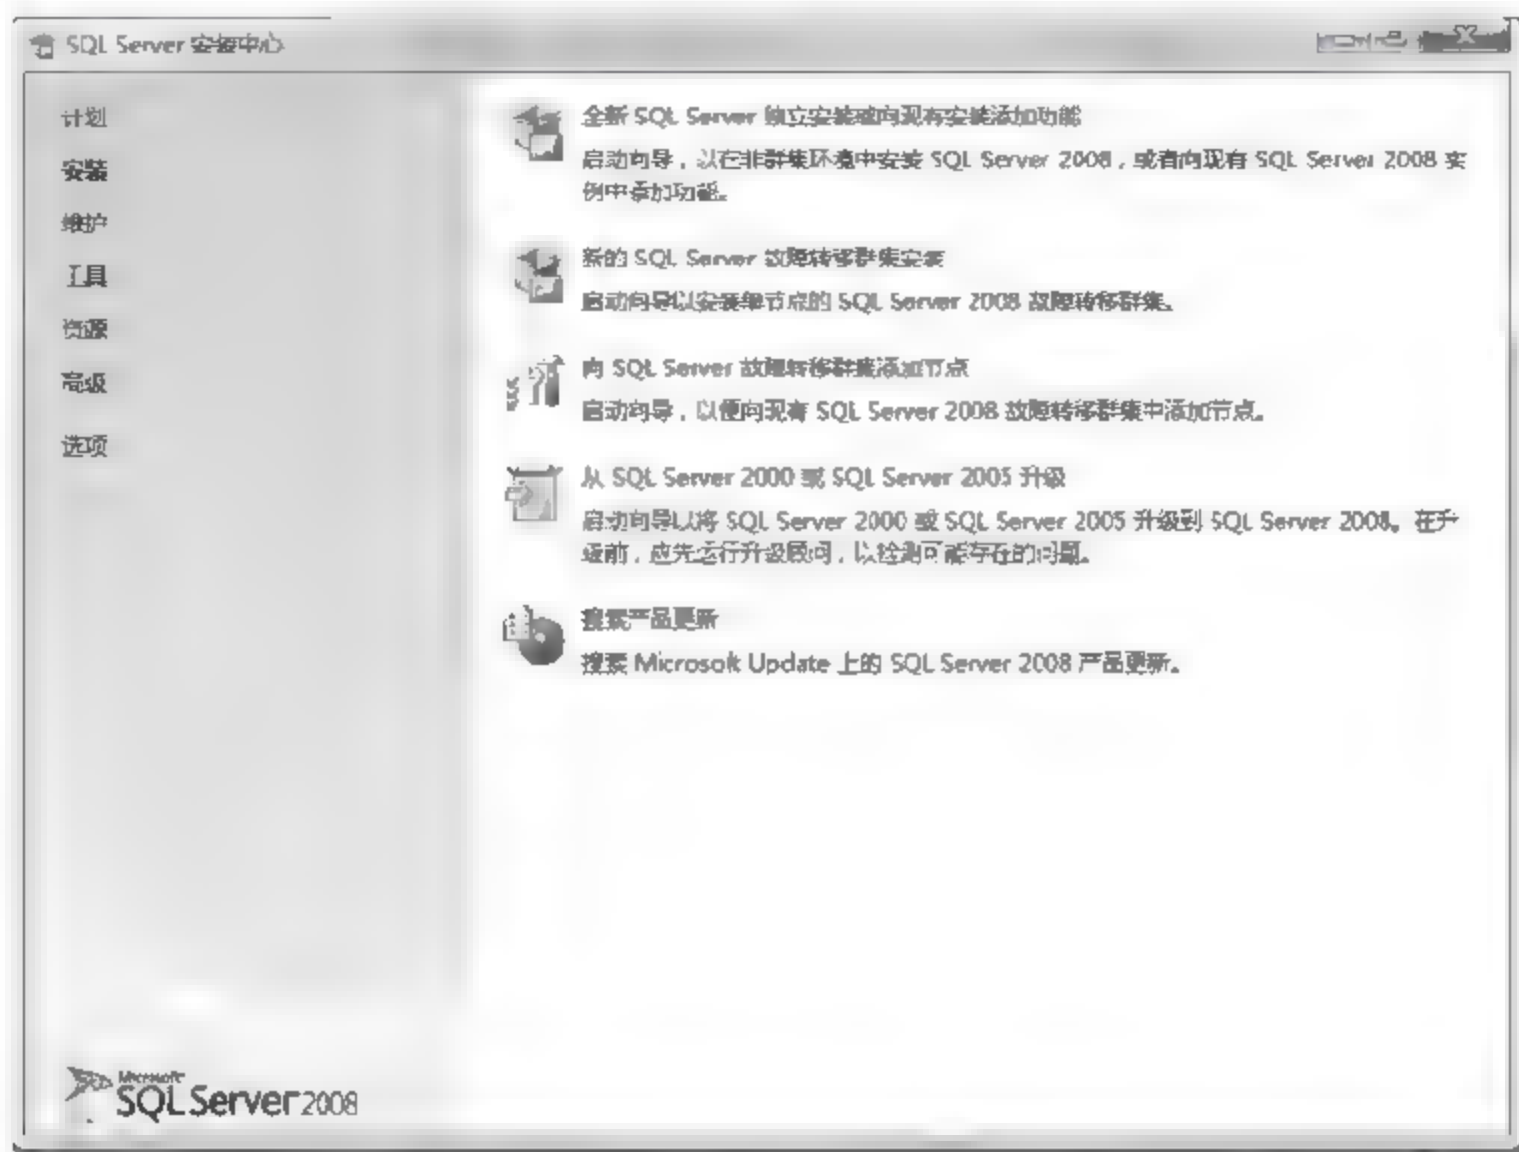 SQL Server 安装中心
计划
安装
维护
工具
资源
高级
选项
全新 SQL Server 独立安装或向现有安装添加功能
启动向导，以在非群集环境中安装 SQL Server 2008，或者向现有 SQL Server 2008 实
例中添加功能。
新的 SQL Server 故障转移群集安装
启动向导以安装单节点的 SQL Server 2008 故障转移群集。
向 SQL Server 故障转移群集添加节点
启动向导，以便向现有 SQL Server 2008 故障转移群集中添加节点。
从 SQL Server 2000 或 SQL Server 2005 升级
启动向导以将 SQL Server 2000 或 SQL Server 2005 升级到 SQL Server 2008。在升
级前，应先运行升级顾问，以检测可能存在的问题。
搜索产品更新
搜索 Microsoft Update 上的 SQL Server 2008 产品更新。
Microsoft
SQL Server 2008